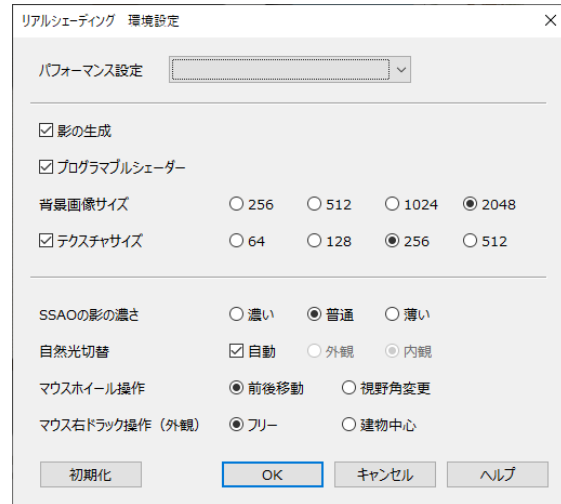 リアルシェーディング　環境設定
パフォーマンス設定
影の生成
プログラマブルシェーダー
背景画像サイズ 256 512 1024 2048
テクスチャサイズ 64 128 256 512
SSAOの影の濃さ 濃い 普通 薄い
自然光切替 自動 外観 内観
マウスホイール操作 前後移動 視野角変更
マウス右ドラック操作（外観） フリー 建物中心
初期化 OK キャンセル ヘルプ